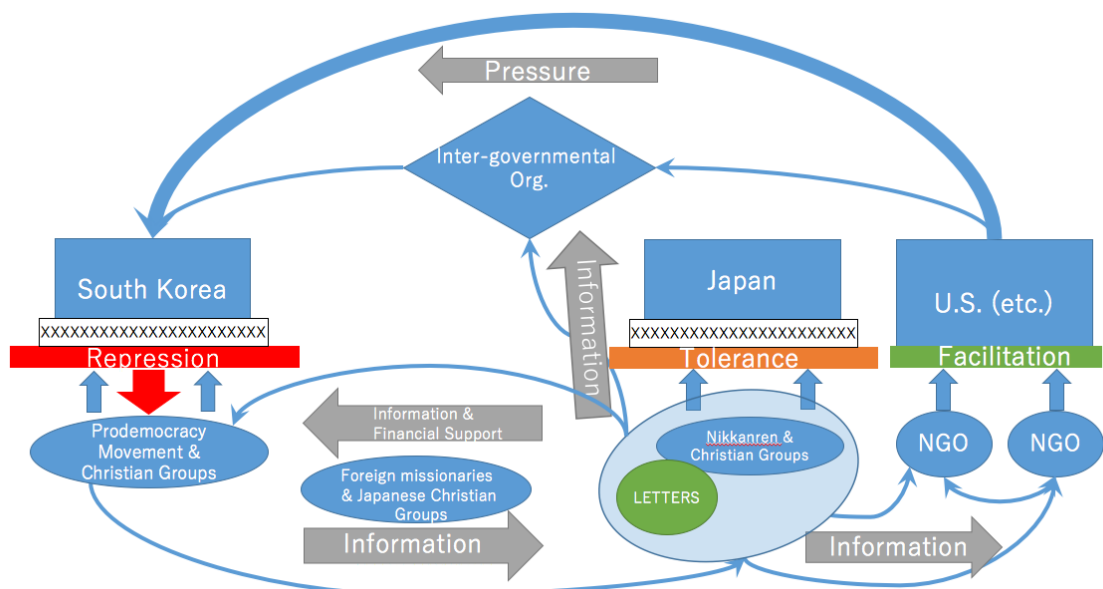 Pressure
Inter-governmental
Org.
South Korea
XXXXXXXXXXXXXXXXXXXXXXX
Repression
Information
Japan
XXXXXXXXXXXXXXXXXXXXXXX
Tolerance
U.S. (etc.)
Facilitation
Prodemocracy
Movement &
Christian Groups
Information &
Financial Support
Foreign missionaries
& Japanese Christian
Groups
Information
Nikkanren &
Christian Groups
LETTERS
NGO
NGO
Information